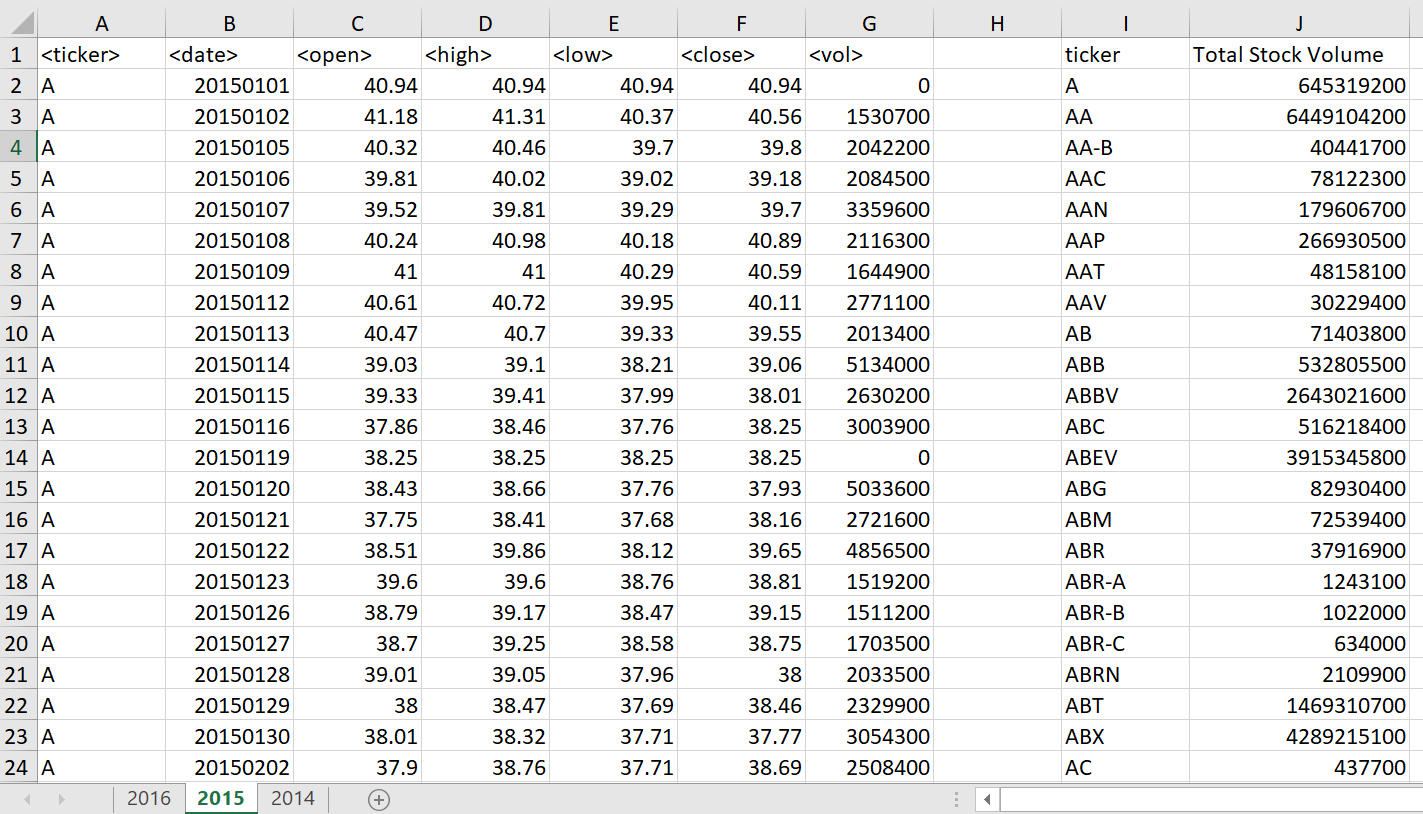 A B C D E F G H I J
1 <ticker> <date> <open> <high> <low> <close> <vol> ticker Total Stock Volume
2 A 20150101 40.94 40.94 40.94 40.94 0 A 645319200
3 A 20150102 41.18 41.31 40.37 40.56 1530700 AA 6449104200
4 A 20150105 40.32 40.46 39.7 39.8 2042200 AA-B 40441700
5 A 20150106 39.81 40.02 39.02 39.18 2084500 AAC 78122300
6 A 20150107 39.52 39.81 39.29 39.7 3359600 AAN 179606700
7 A 20150108 40.24 40.98 40.18 40.89 2116300 AAP 266930500
8 A 20150109 41 41 40.29 40.59 1644900 AAT 48158100
9 A 20150112 40.61 40.72 39.95 40.11 2771100 AAV 30229400
10 A 20150113 40.47 40.7 39.33 39.55 2013400 AB 71403800
11 A 20150114 39.03 39.1 38.21 39.06 5134000 ABB 532805500
12 A 20150115 39.33 39.41 37.99 38.01 2630200 ABBV 2643021600
13 A 20150116 37.86 38.46 37.76 38.25 3003900 ABC 516218400
14 A 20150119 38.25 38.25 38.25 38.25 0 ABEV 3915345800
15 A 20150120 38.43 38.66 37.76 37.93 5033600 ABG 82930400
16 A 20150121 37.75 38.41 37.68 38.16 2721600 ABM 72539400
17 A 20150122 38.51 39.86 38.12 39.65 4856500 ABR 37916900
18 A 20150123 39.6 39.6 38.76 38.81 1519200 ABR-A 1243100
19 A 20150126 38.79 39.17 38.47 39.15 1511200 ABR-B 1022000
20 A 20150127 38.7 39.25 38.58 38.75 1703500 ABR-C 634000
21 A 20150128 39.01 39.05 37.96 38 2033500 ABRN 2109900
22 A 20150129 38 38.47 37.69 38.46 2329900 ABT 1469310700
23 A 20150130 38.01 38.32 37.71 37.77 3054300 ABX 4289215100
24 A 20150202 37.9 38.76 37.71 38.69 2508400 AC 437700
2016 2015 2014